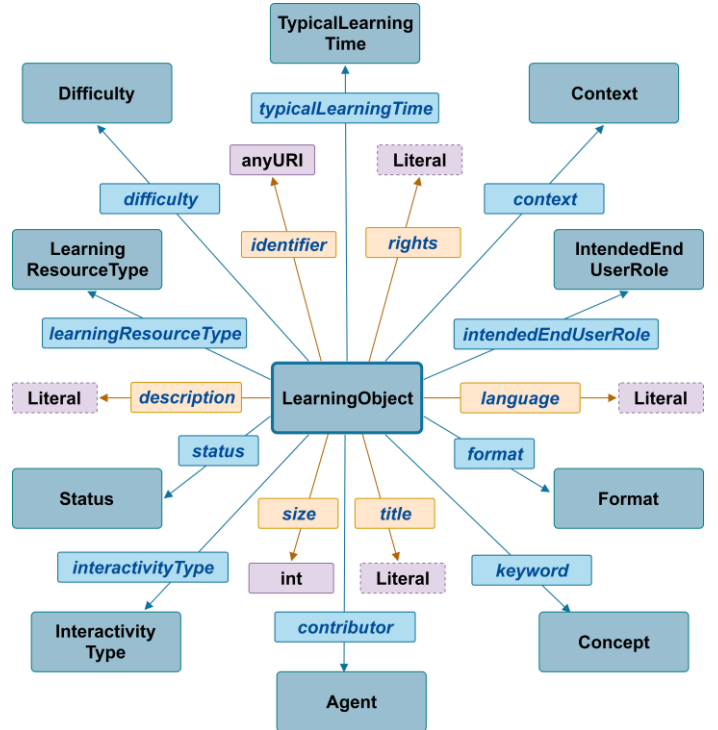 TypicalLearning
Time
Difficulty
Context
typicalLearningTime
anyURI
Literal
difficulty
context
identifier
rights
Learning
ResourceType
IntendedEnd
UserRole
learningResourceType
intendedEndUserRole
Literal
description
LearningObject
language
Literal
status
format
Status
Format
size
title
interactivityType
int
Literal
keyword
Interactivity
Type
contributor
Concept
Agent